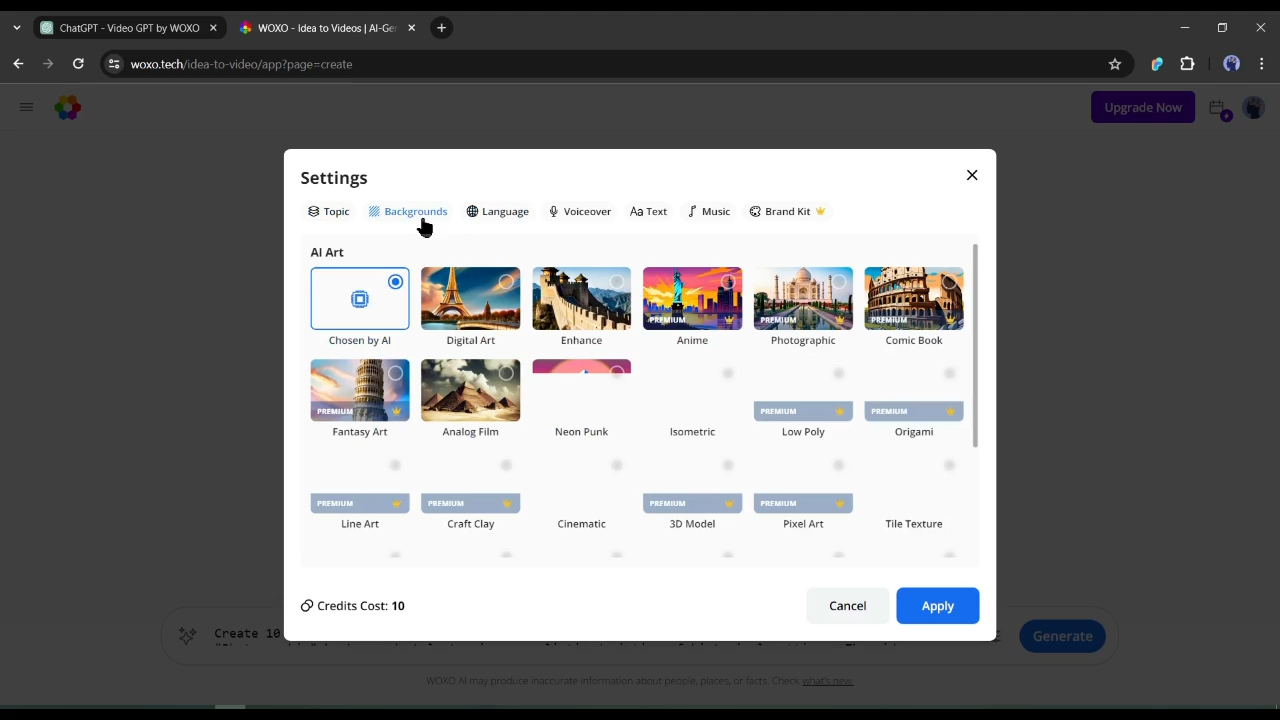 ChatGPT - Video GPT by WOXO
WOXO - Idea to Videos | AI-Ge
woxo.tech/idea-to-video/app?page=create
Upgrade Now
Settings
Topic Backgrounds Language Voiceover Aa Text Music Brand Kit
AI Art
PREMIUM PREMIUM PREMIUM
Chosen by AI Digital Art Enhance Anime Photographic Comic Book
PREMIUM PREMIUM PREMIUM
Fantasy Art Analog Film Neon Punk Isometric Low Poly Origami
PREMIUM PREMIUM PREMIUM PREMIUM
Line Art Craft Clay Cinematic 3D Model Pixel Art Tile Texture
Credits Cost: 10 Cancel Apply
Create 10 Generate
WOXO AI may produce inaccurate information about people, places, or facts. Check what's new.